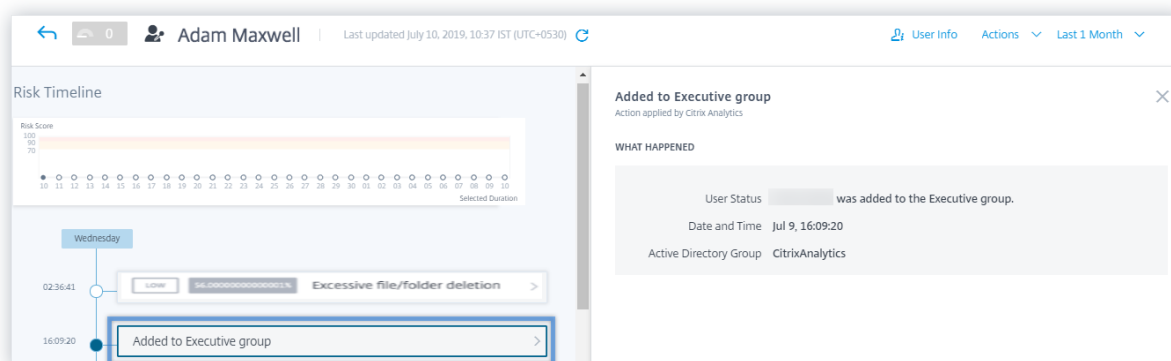 0 Adam Maxwell Last updated July 10, 2019, 10:37 IST (UTC+0530) User Info Actions Last 1 Month
Risk Timeline
Risk Score
100
90
70
10 11 12 13 14 15 16 17 18 19 20 21 22 23 24 25 26 27 28 29 30 01 02 03 04 05 06 07 08 09 10
Selected Duration
Wednesday
02:36:41 LOW 56.00000000000001% Excessive file/folder deletion
16:09:20 Added to Executive group
Added to Executive group
Action applied by Citrix Analytics
WHAT HAPPENED
User Status was added to the Executive group.
Date and Time Jul 9, 16:09:20
Active Directory Group CitrixAnalytics